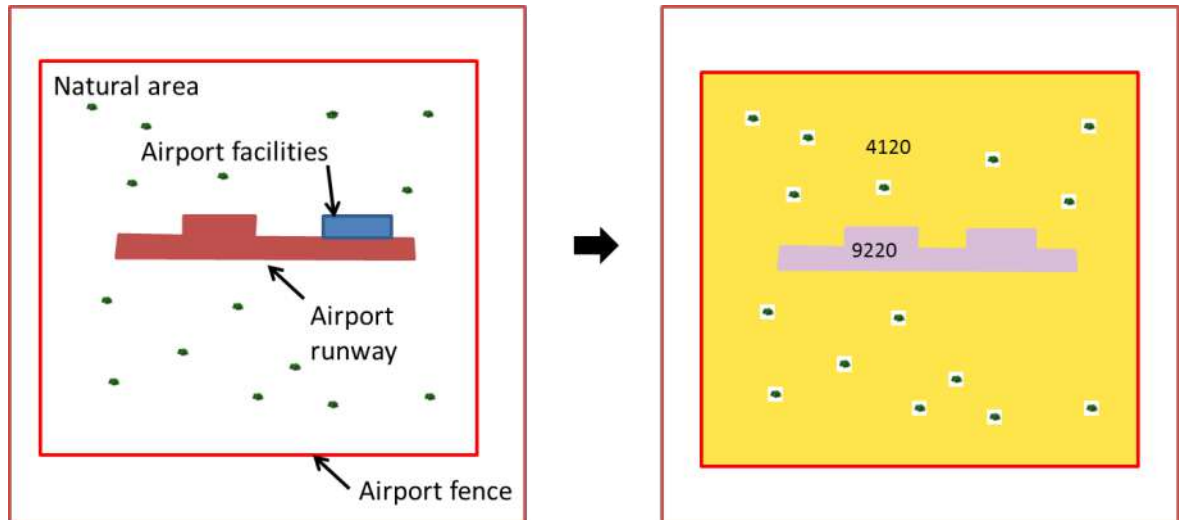 Natural area
Airport facilities
Airport
runway
Airport fence
4120
9220